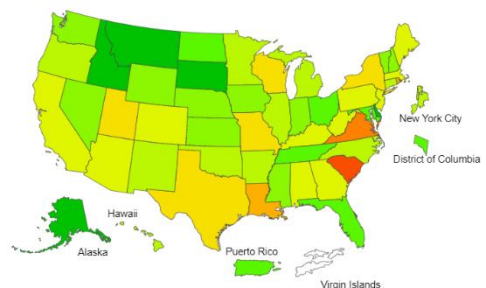 New York City
District of Columbia
Hawaii
Alaska
Puerto Rico
Virgin Islands